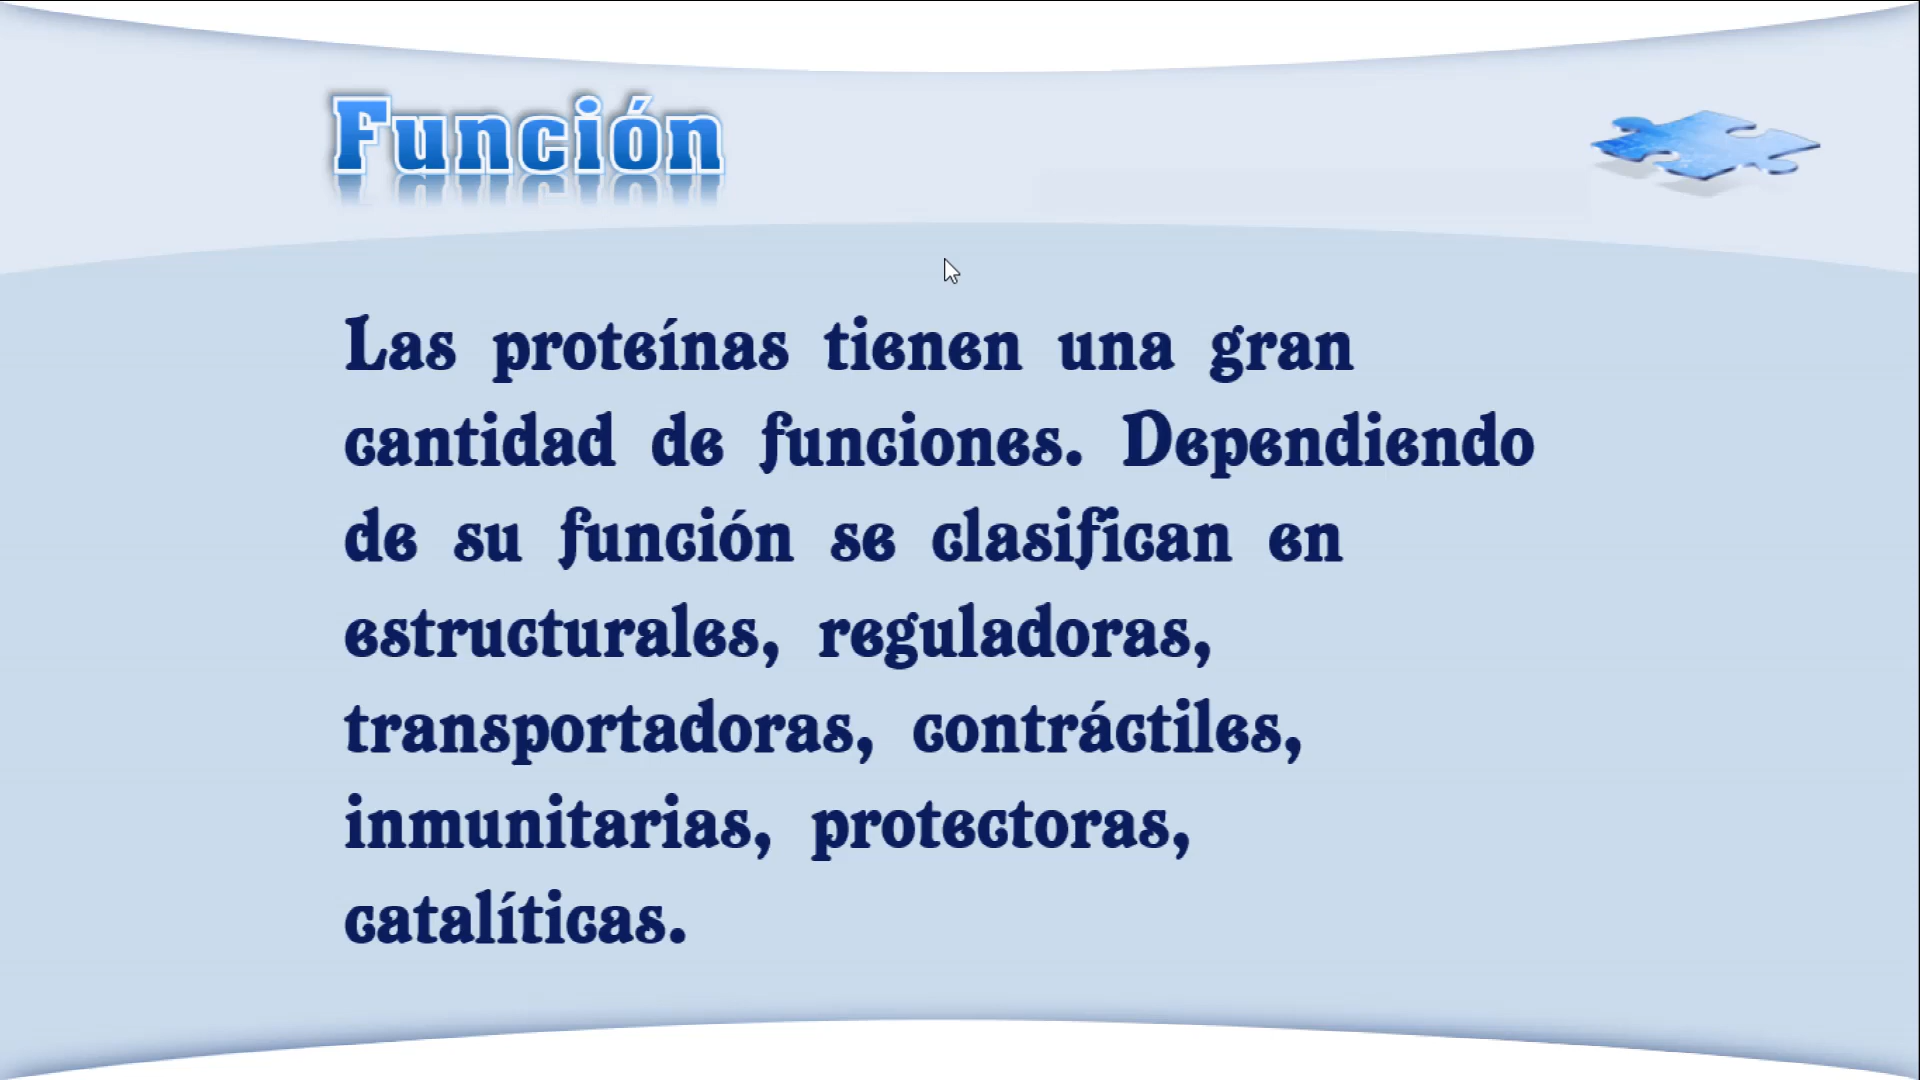 Función
Las proteínas tienen una gran
cantidad de funciones. Dependiendo
de su función se clasifican en
estructurales, reguladoras,
transportadoras, contráctiles,
inmunitarias, protectoras,
catalíticas.